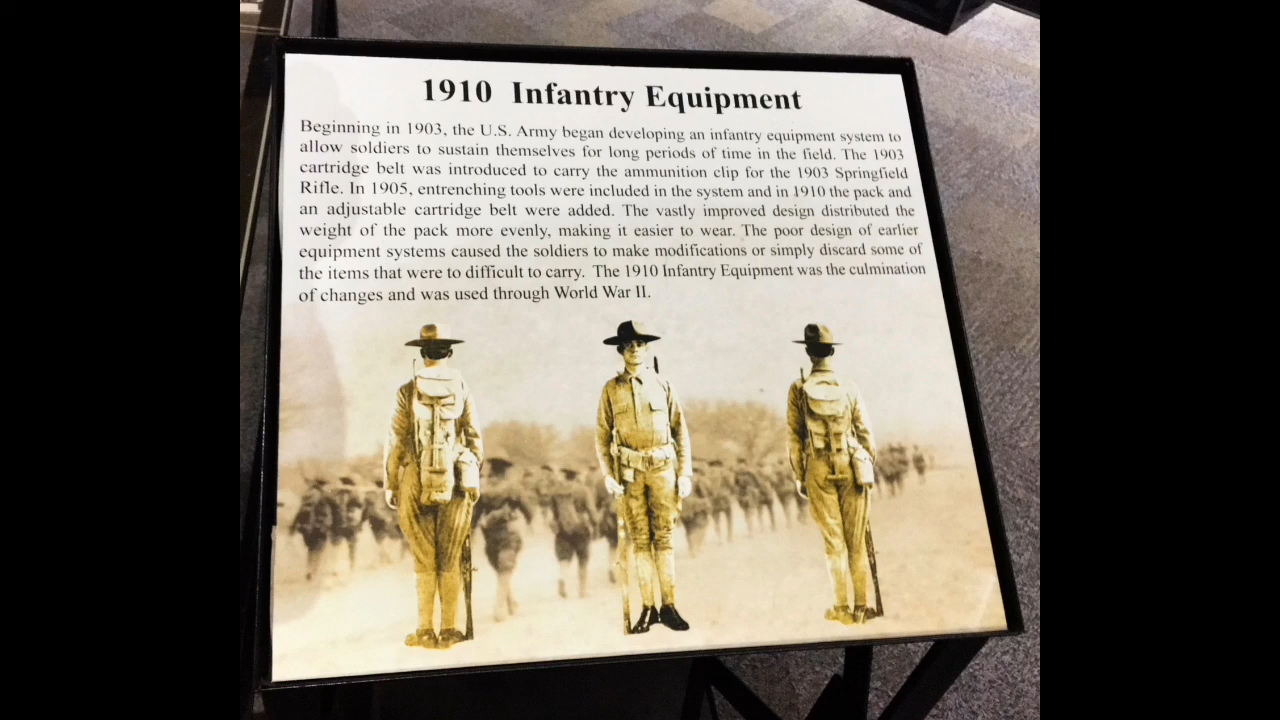 1910 Infantry Equipment
Beginning in 1903, the U.S. Army began developing an infantry equipment system to
allow soldiers to sustain themselves for long periods of time in the field. The 1903
cartridge belt was introduced to carry the ammunition clip for the 1903 Springfield
Rifle. In 1905, entrenching tools were included in the system and in 1910 the pack and
an adjustable cartridge belt were added. The vastly improved design distributed the
weight of the pack more evenly, making it easier to wear. The poor design of earlier
equipment systems caused the soldiers to make modifications or simply discard some of
the items that were to difficult to carry. The 1910 Infantry Equipment was the culmination
of changes and was used through World War II.